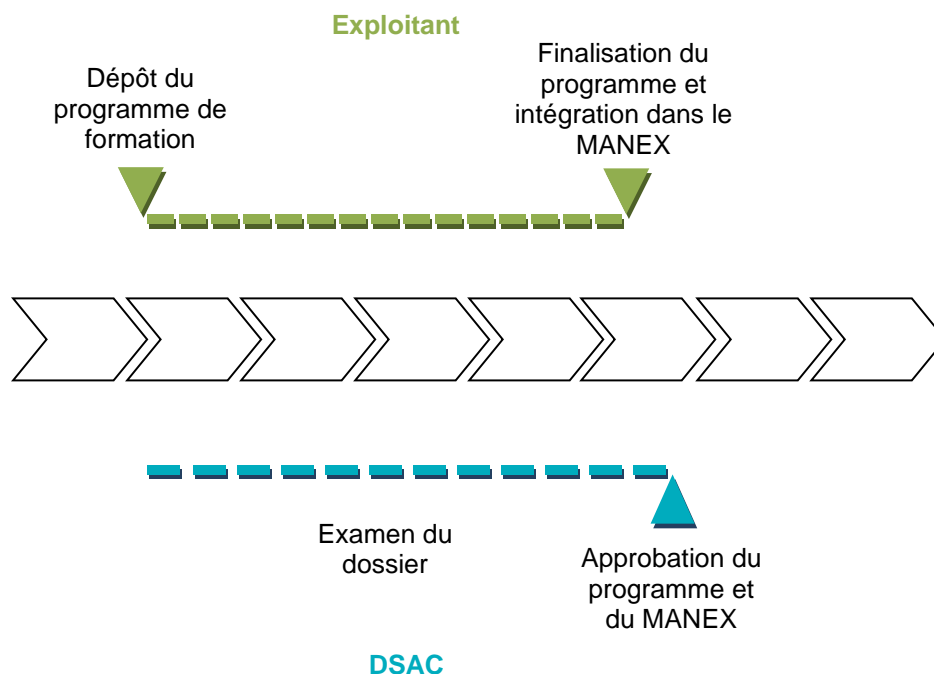 Exploitant
Dépôt du
programme de
formation
Finalisation du
programme et
intégration dans le
MANEX
Examen du
dossier
Approbation du
programme et
du MANEX
DSAC